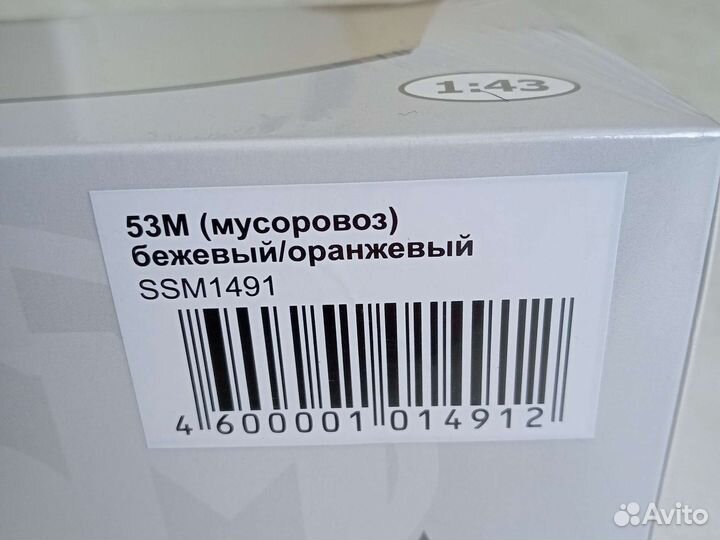 1:43
53М (мусоровоз)
бежевый/оранжевый
SSM1491
4 600001 014912
Avito